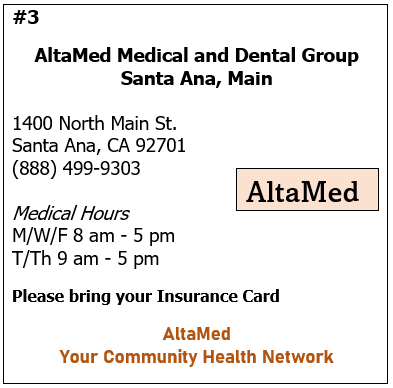 #3
AltaMed Medical and Dental Group
Santa Ana, Main
1400 North Main St.
Santa Ana, CA 92701
(888) 499-9303
AltaMed
Medical Hours
M/W/F 8 am - 5 pm
T/Th 9 am - 5 pm
Please bring your Insurance Card
AltaMed
Your Community Health Network